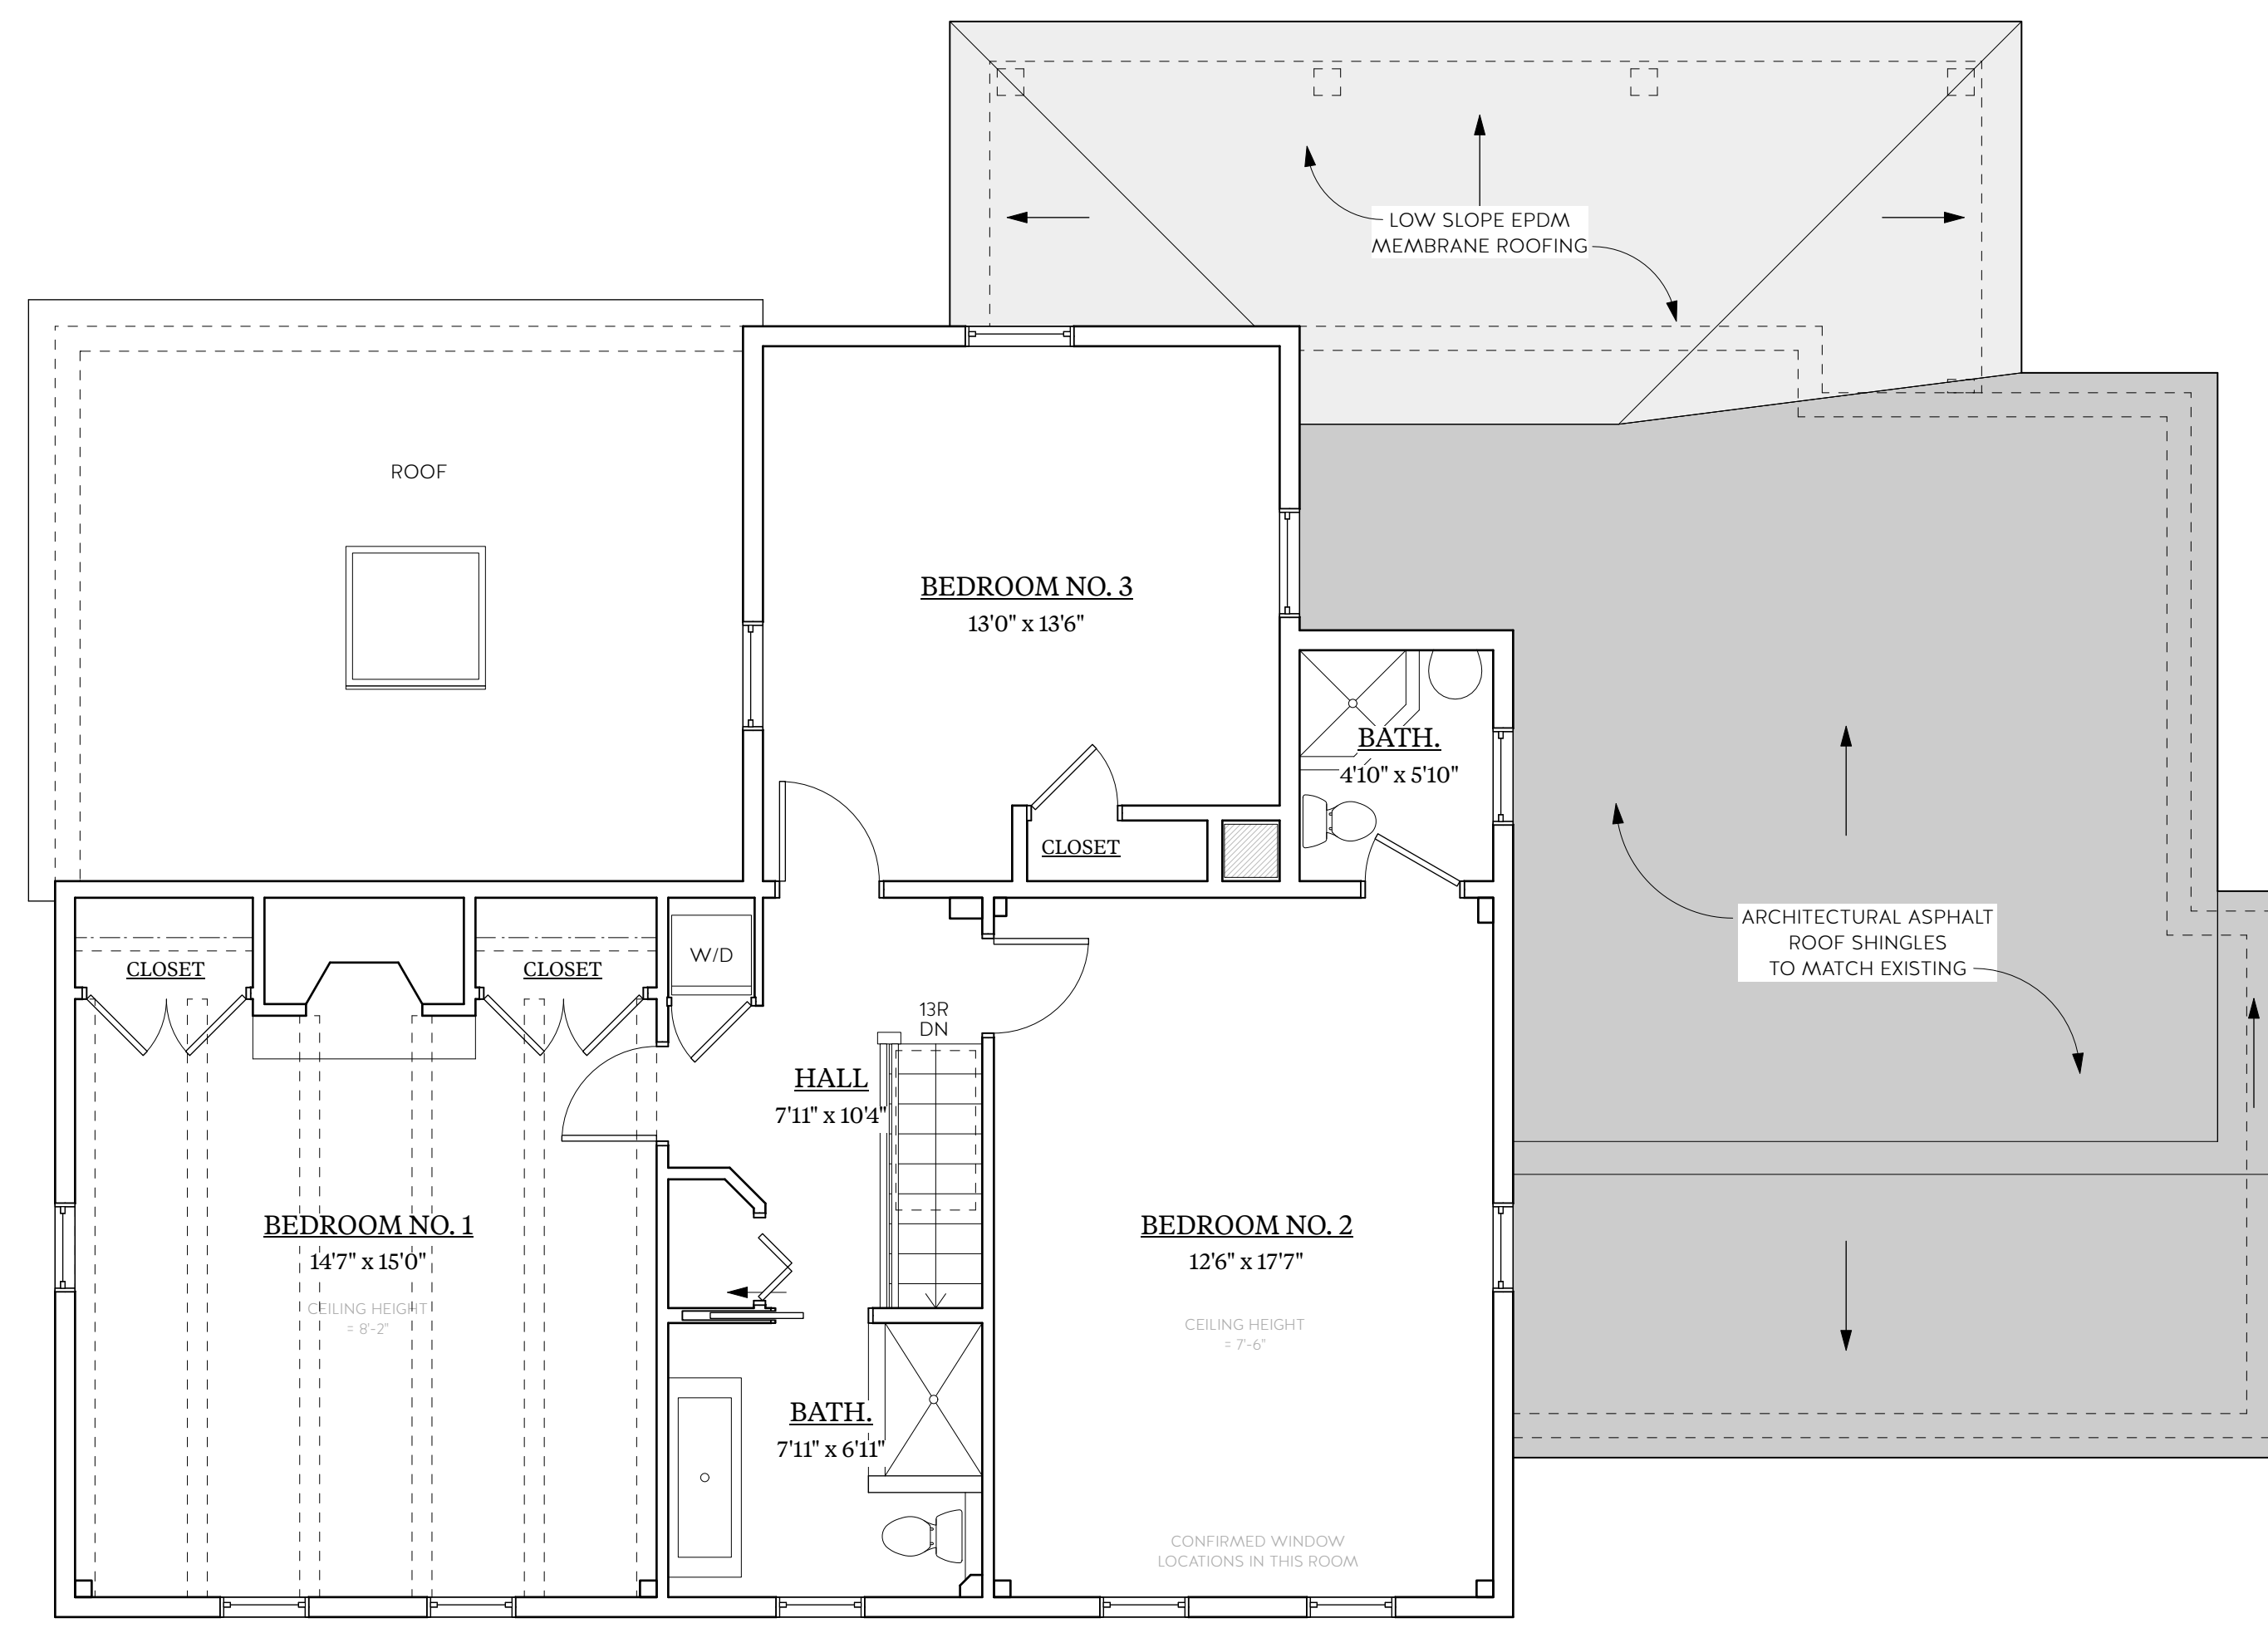 LOW SLOPE EPDM
MEMBRANE ROOFING
ROOF
BEDROOM NO. 3
13'0" x 13'6"
BATH.
4'10" x 5'10"
CLOSET
ARCHITECTURAL ASPHALT
ROOF SHINGLES
TO MATCH EXISTING
CLOSET
CLOSET
W/D
13R
DN
HALL
7'11" x 10'4"
BEDROOM NO. 1
14'7" x 15'0"
CEILING HEIGHT
= 8'-2"
BEDROOM NO. 2
12'6" x 17'7"
CEILING HEIGHT
= 7'-6"
BATH.
7'11" x 6'11"
CONFIRMED WINDOW
LOCATIONS IN THIS ROOM